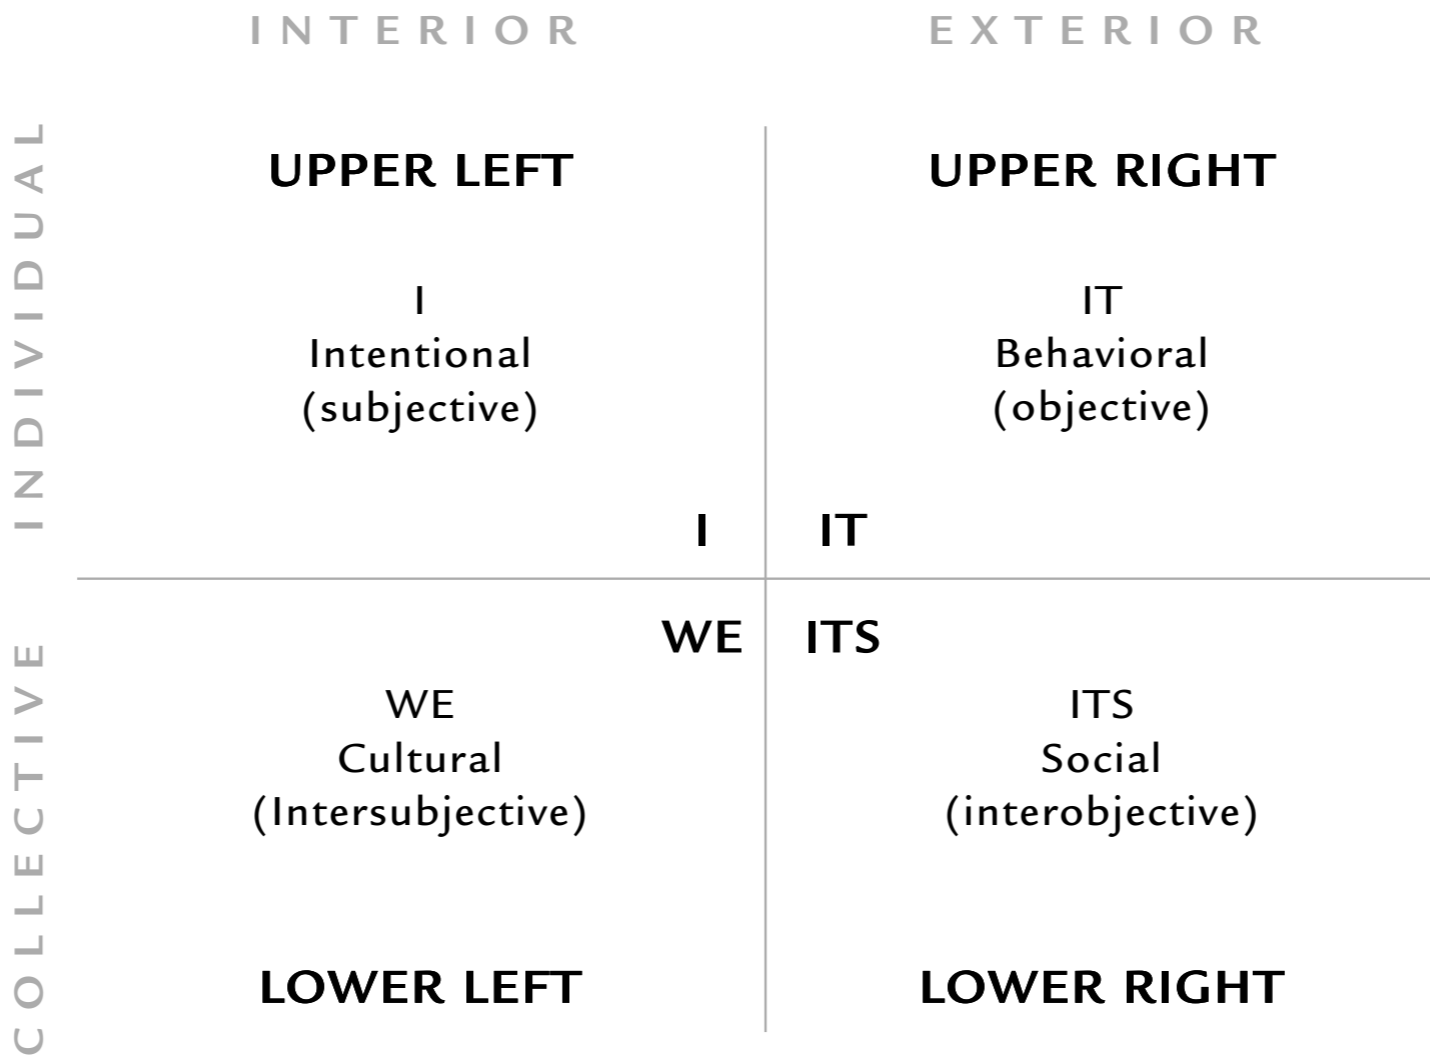 INTERIOR
EXTERIOR
INDIVIDUAL
UPPER LEFT
I
Intentional
(subjective)
I
UPPER RIGHT
IT
Behavioral
(objective)
IT
COLLECTIVE
WE
WE
Cultural
(Intersubjective)
LOWER LEFT
ITS
ITS
Social
(interobjective)
LOWER RIGHT